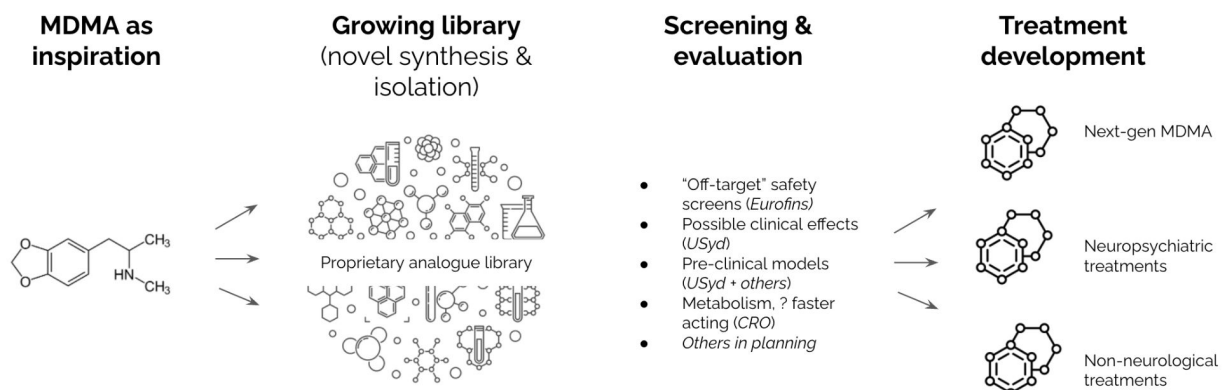 MDMA as
inspiration
Growing library
(novel synthesis &
isolation)
Screening &
evaluation
Treatment
development
O
O
CH₃
HN
CH₃
Proprietary analogue library
● "Off-target" safety
screens (Eurofins)
● Possible clinical effects
(USyd)
● Pre-clinical models
(USyd + others)
● Metabolism, ? faster
acting (CRO)
● Others in planning
Next-gen MDMA
Neuropsychiatric
treatments
Non-neurological
treatments